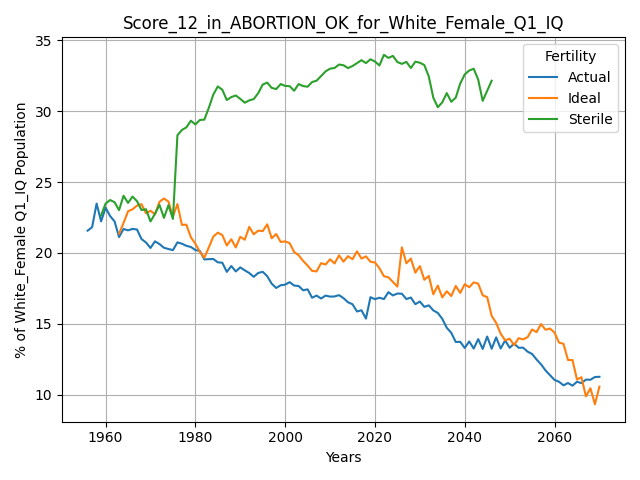 Score_12_in_ABORTION_OK_for_White_Female_Q1_IQ
Fertility
Actual
Ideal
Sterile
% of White_Female Q1_IQ Population
35
30
25
20
15
10
1960
1980
2000
2020
2040
2060
Years